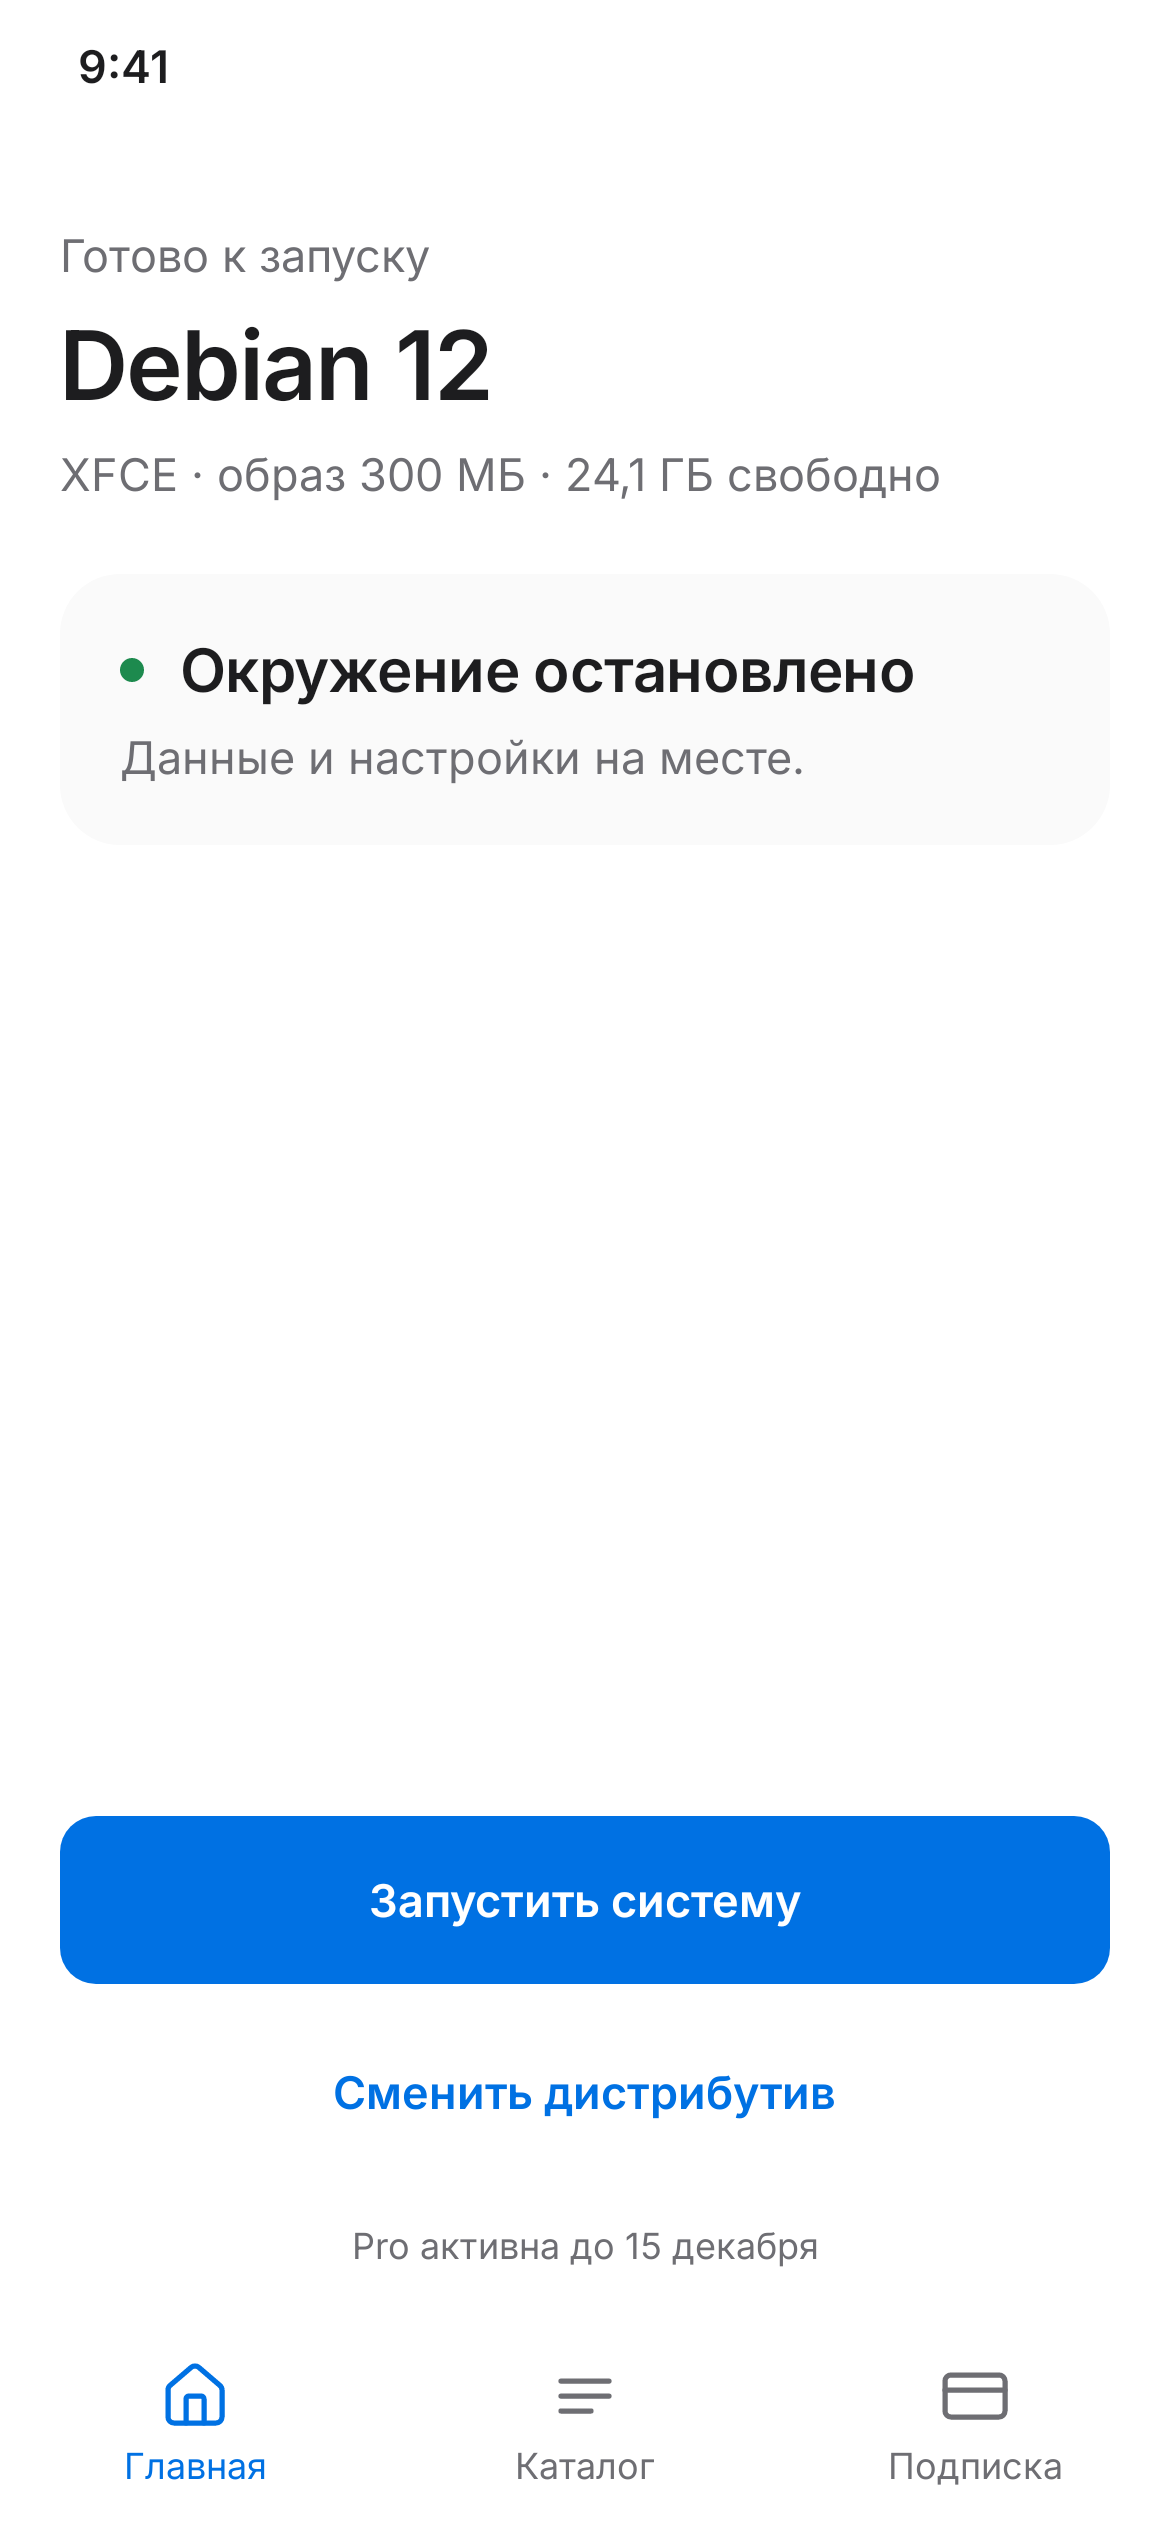 9:41
Готово к запуску
Debian 12
XFCE · образ 300 МБ · 24,1 ГБ свободно
Окружение остановлено
Данные и настройки на месте.
Запустить систему
Сменить дистрибутив
Pro активна до 15 декабря
Главная
Каталог
Подписка